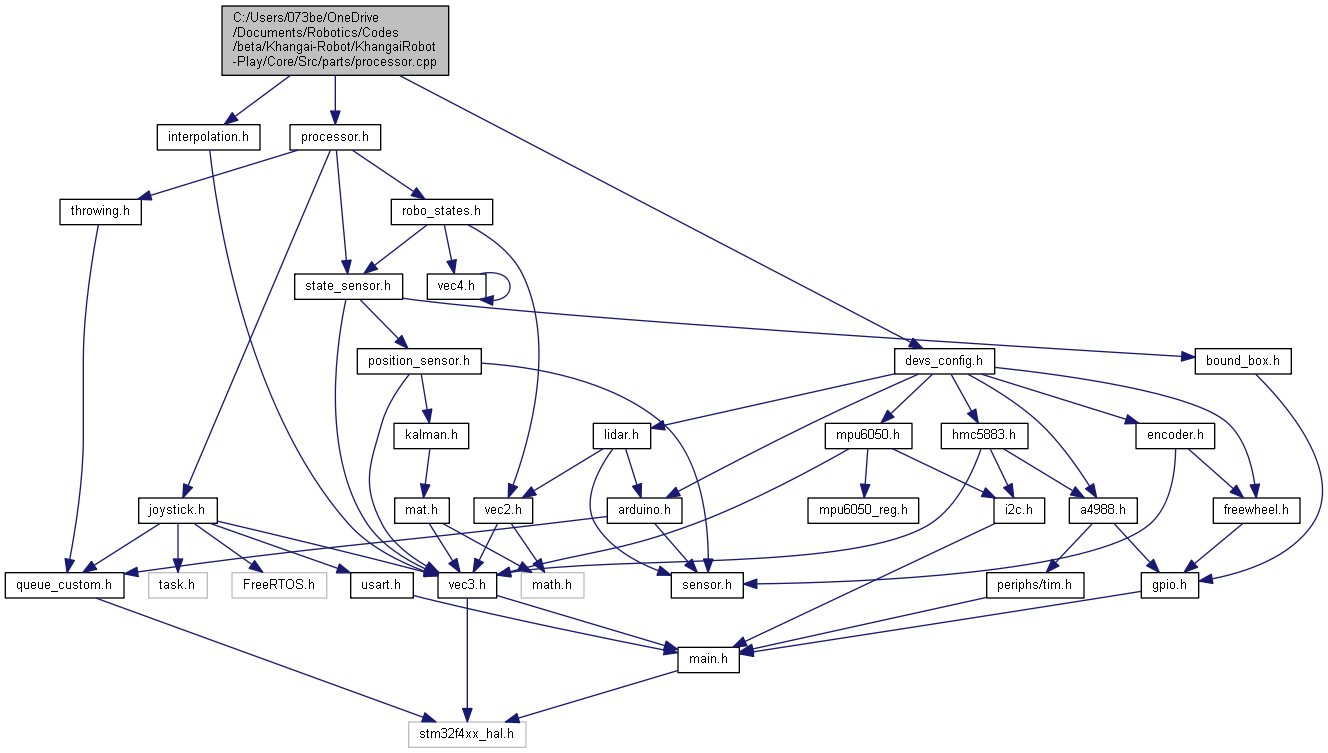 C:/Users/073be/OneDrive
/Documents/Robotics/Codes
/beta/Khangai-Robot/KhangaiRobot
-Play/Core/Src/parts/processor.cpp
interpolation.h
processor.h
throwing.h
robo_states.h
state_sensor.h
vec4.h
position_sensor.h
devs_config.h
bound_box.h
kalman.h
lidar.h
mpu6050.h
hmc5883.h
encoder.h
joystick.h
mat.h
vec2.h
arduino.h
mpu6050_reg.h
i2c.h
a4988.h
freewheel.h
queue_custom.h
task.h
FreeRTOS.h
usart.h
vec3.h
math.h
sensor.h
periphs/tim.h
gpio.h
main.h
stm32f4xx_hal.h